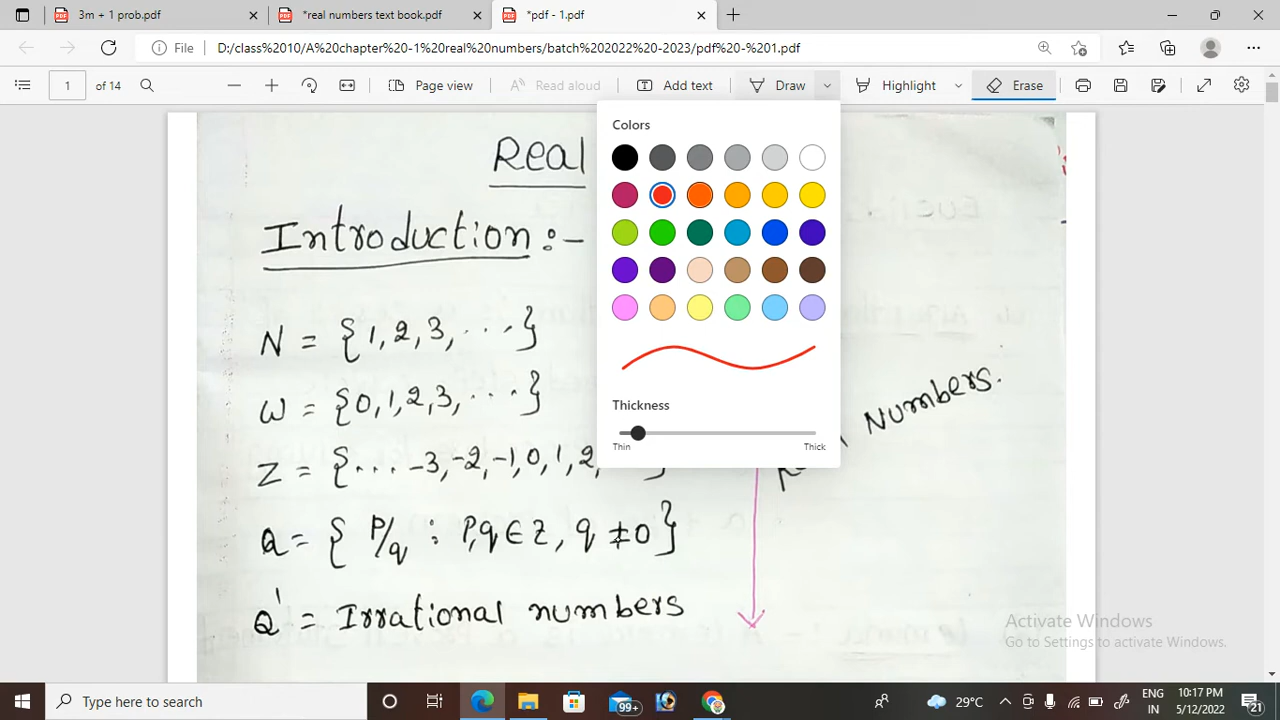 3m + 1 prob.pdf
*real numbers text book.pdf
*pdf - 1.pdf
File
D:/class%2010/A%20chapter%20-1%20real%20numbers/batch%202022%20-2023/pdf%20-%201.pdf
1 of 14
Page view
Read aloud
Add text
Draw
Highlight
Erase
Colors
Thickness
Thin
Thick
Real
Introduction :-
N = {1, 2, 3, ...}
W = {0, 1, 2, 3, ...}
Z = {... -3, -2, -1, 0, 1, 2,
Q = { P/q : P, q ∈ Z, q ≠ 0 }
Q' = Irrational numbers
Numbers.
Activate Windows
Go to Settings to activate Windows.
Type here to search
99+
29°C
ENG
IN
10:17 PM
5/12/2022
21